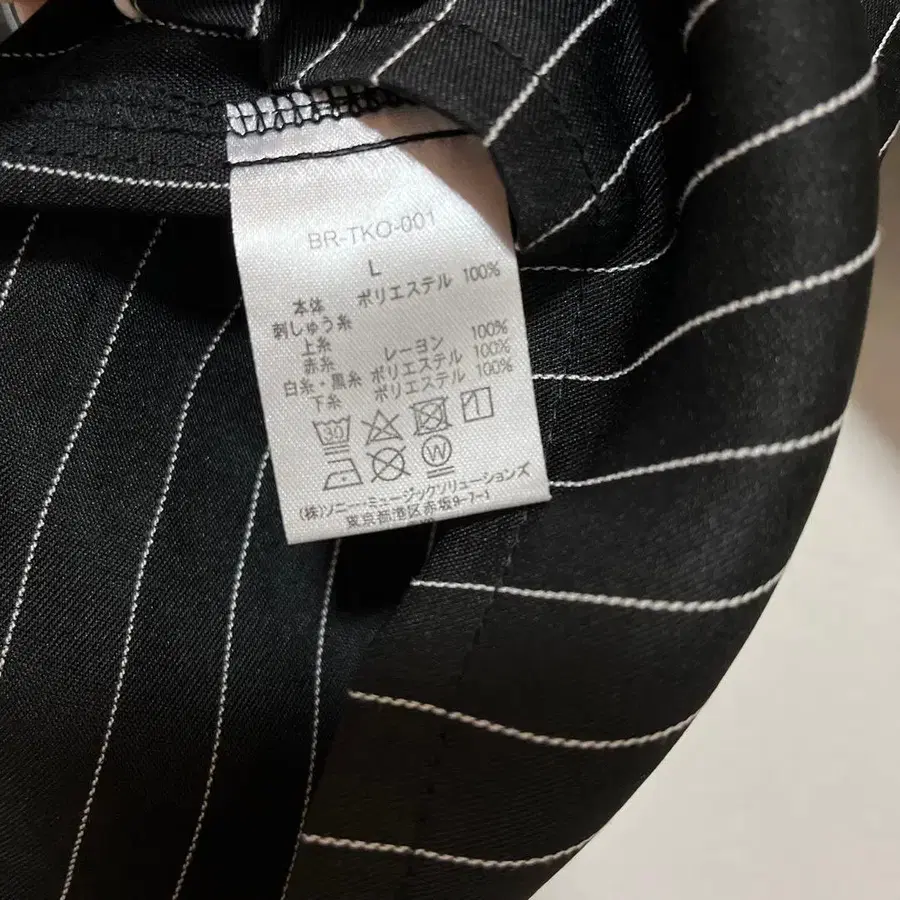 BR-TKO-001
L
本体 ポリエステル 100%
刺しゅう糸
上糸
赤糸 レーヨン 100%
白糸・黒糸 ポリエステル 100%
下糸 ポリエステル 100%
30
W
(株)ソニー・ミュージックソリューションズ
東京都港区赤坂9-7-1